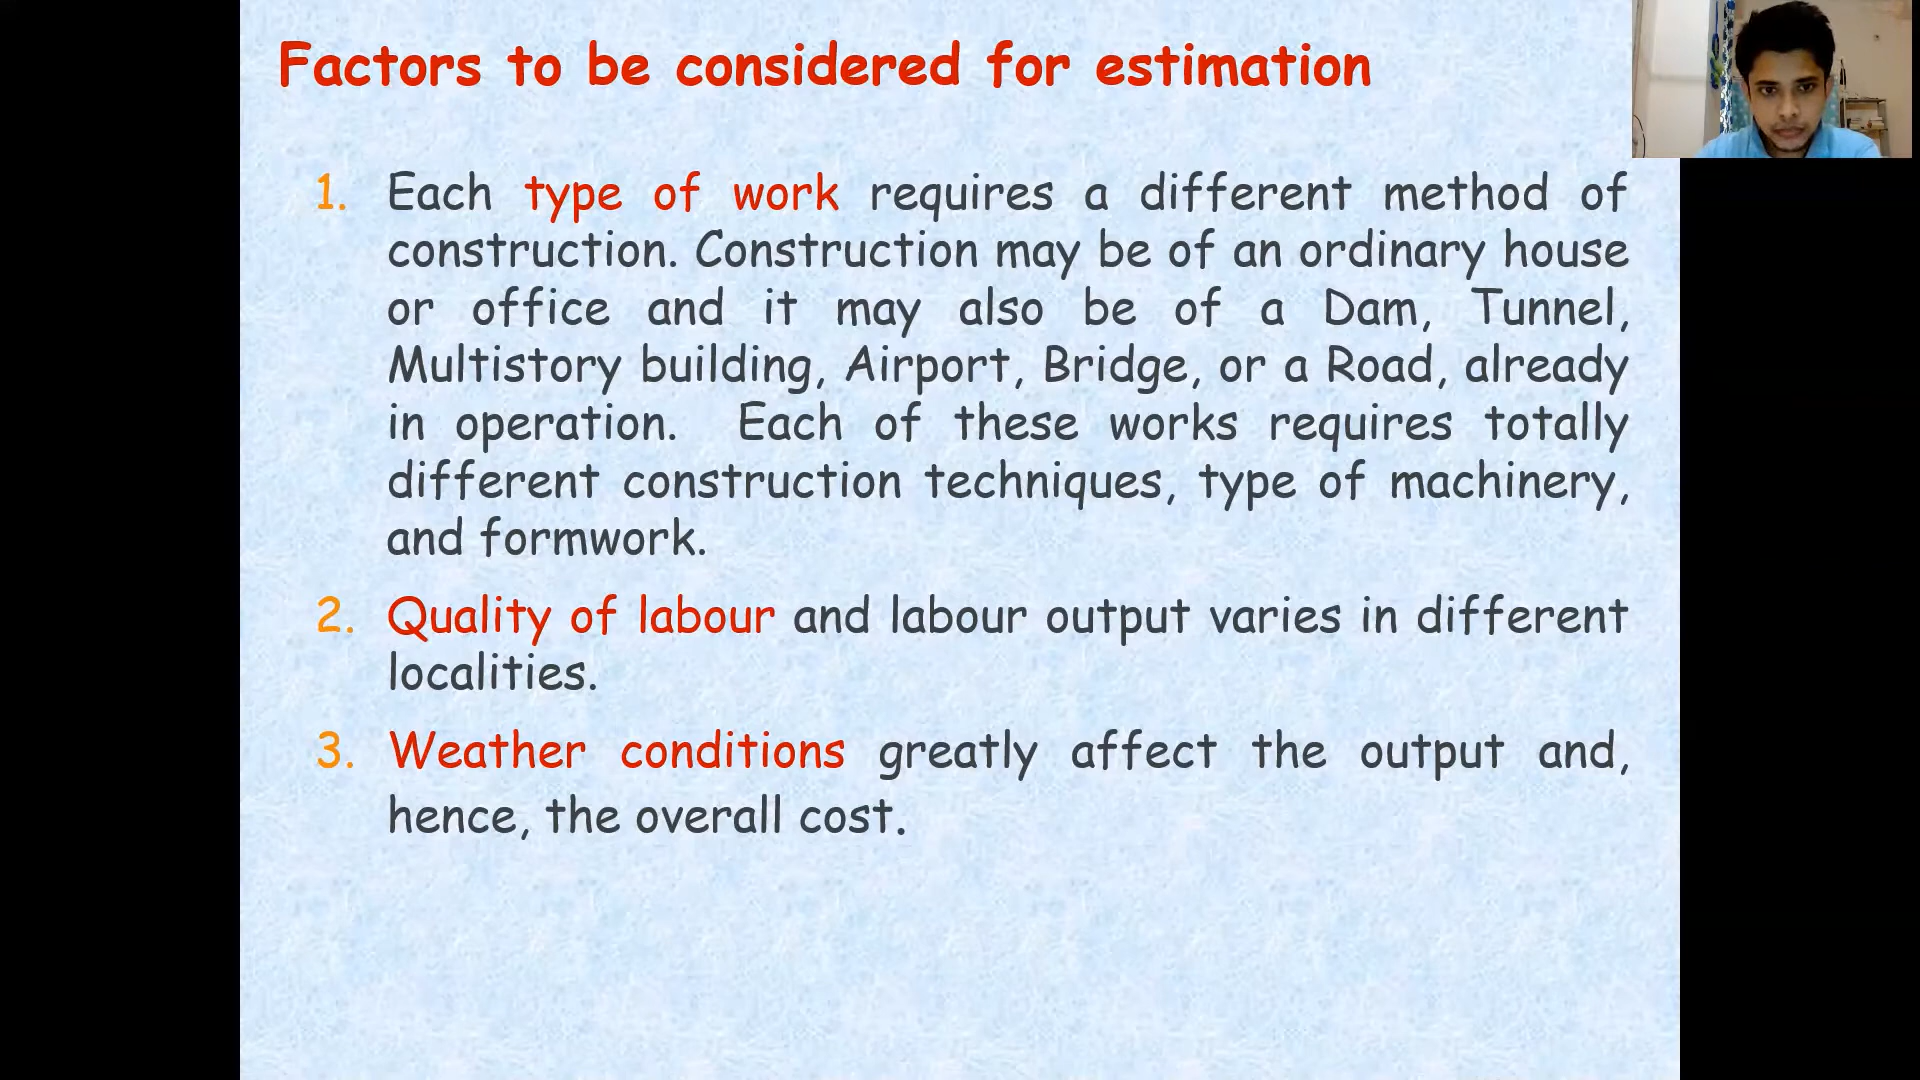 Factors to be considered for estimation
1. Each type of work requires a different method of
construction. Construction may be of an ordinary house
or office and it may also be of a Dam, Tunnel,
Multistory building, Airport, Bridge, or a Road, already
in operation. Each of these works requires totally
different construction techniques, type of machinery,
and formwork.
2. Quality of labour and labour output varies in different
localities.
3. Weather conditions greatly affect the output and,
hence, the overall cost.